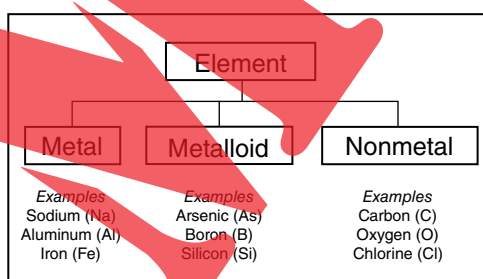 Element
Metal
Metalloid
Nonmetal
Examples
Sodium (Na)
Aluminum (Al)
Iron (Fe)
Examples
Arsenic (As)
Boron (B)
Silicon (Si)
Examples
Carbon (C)
Oxygen (O)
Chlorine (Cl)